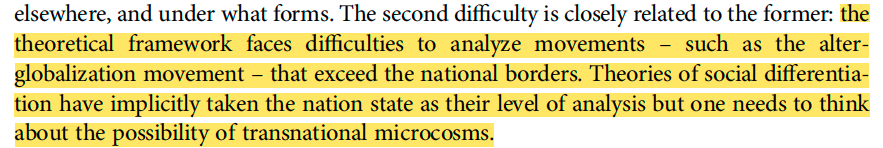 elsewhere, and under what forms. The second difficulty is closely related to the former: the
theoretical framework faces difficulties to analyze movements – such as the alter-
globalization movement – that exceed the national borders. Theories of social differentia-
tion have implicitly taken the nation state as their level of analysis but one needs to think
about the possibility of transnational microcosms.